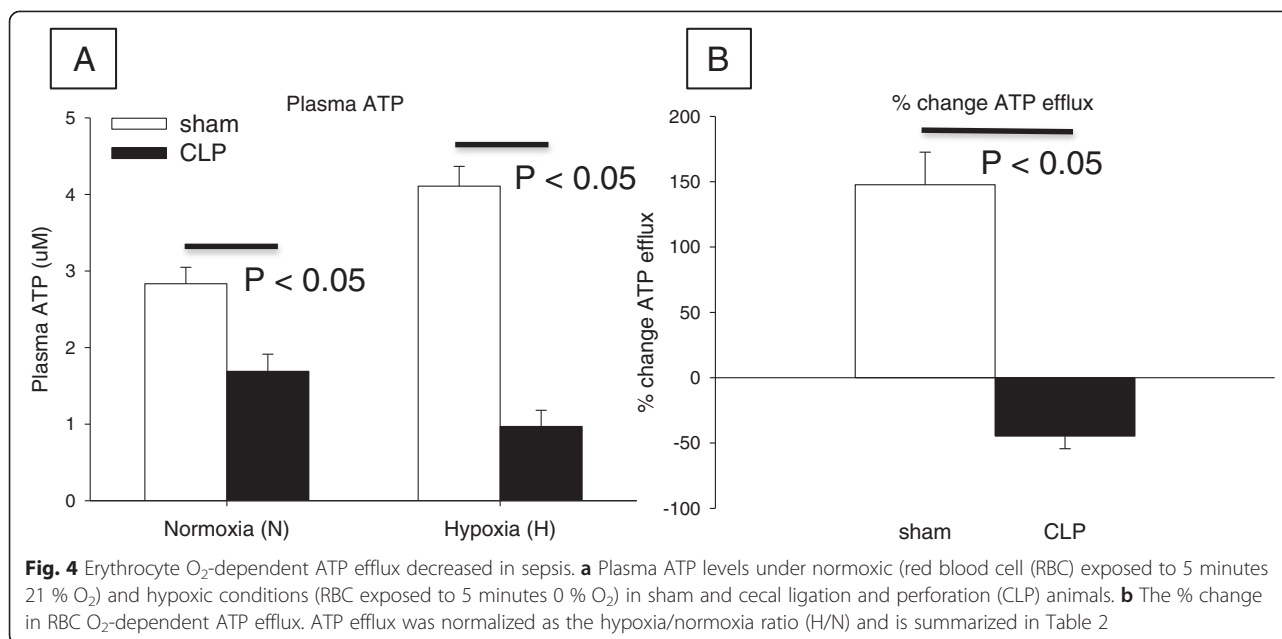 A
Plasma ATP
sham
CLP
5
4
3
2
1
0
Plasma ATP (uM)
P < 0.05
P < 0.05
Normoxia (N)
Hypoxia (H)
B
% change ATP efflux
200
150
100
50
0
-50
-100
% change ATP efflux
P < 0.05
sham
CLP
Fig. 4 Erythrocyte O₂-dependent ATP efflux decreased in sepsis. a Plasma ATP levels under normoxic (red blood cell (RBC) exposed to 5 minutes
21 % O₂) and hypoxic conditions (RBC exposed to 5 minutes 0 % O₂) in sham and cecal ligation and perforation (CLP) animals. b The % change
in RBC O₂-dependent ATP efflux. ATP efflux was normalized as the hypoxia/normoxia ratio (H/N) and is summarized in Table 2